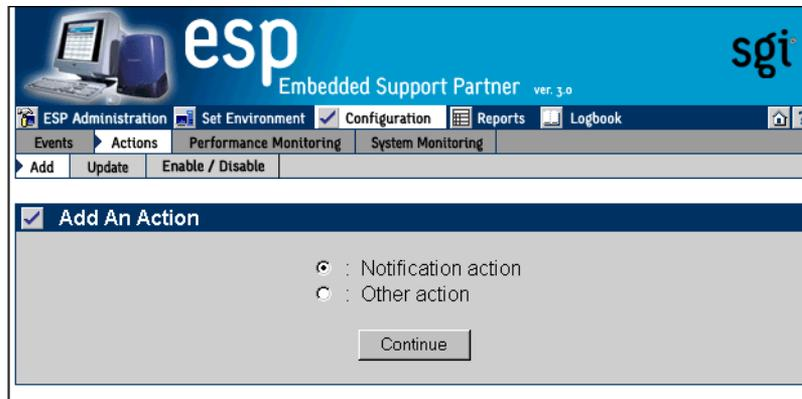 esp
sgi
Embedded Support Partner ver. 3.0
ESP Administration Set Environment Configuration Reports Logbook
Events Actions Performance Monitoring System Monitoring
Add Update Enable / Disable
Add An Action
: Notification action
: Other action
Continue